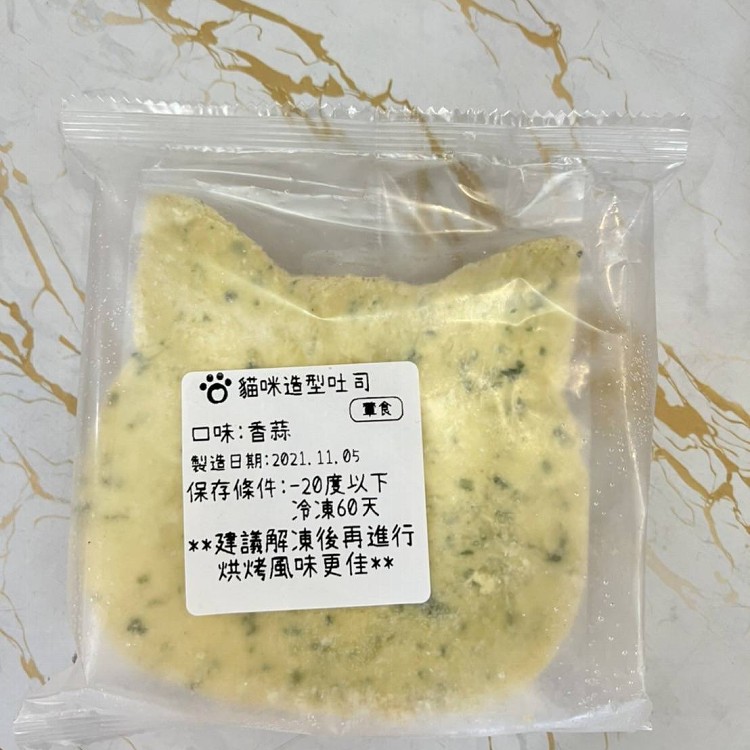 貓咪造型吐司
葷食
口味:香蒜
製造日期:2021.11.05
保存條件:-20度以下
冷凍60天
**建議解凍後再進行
烘烤風味更佳**